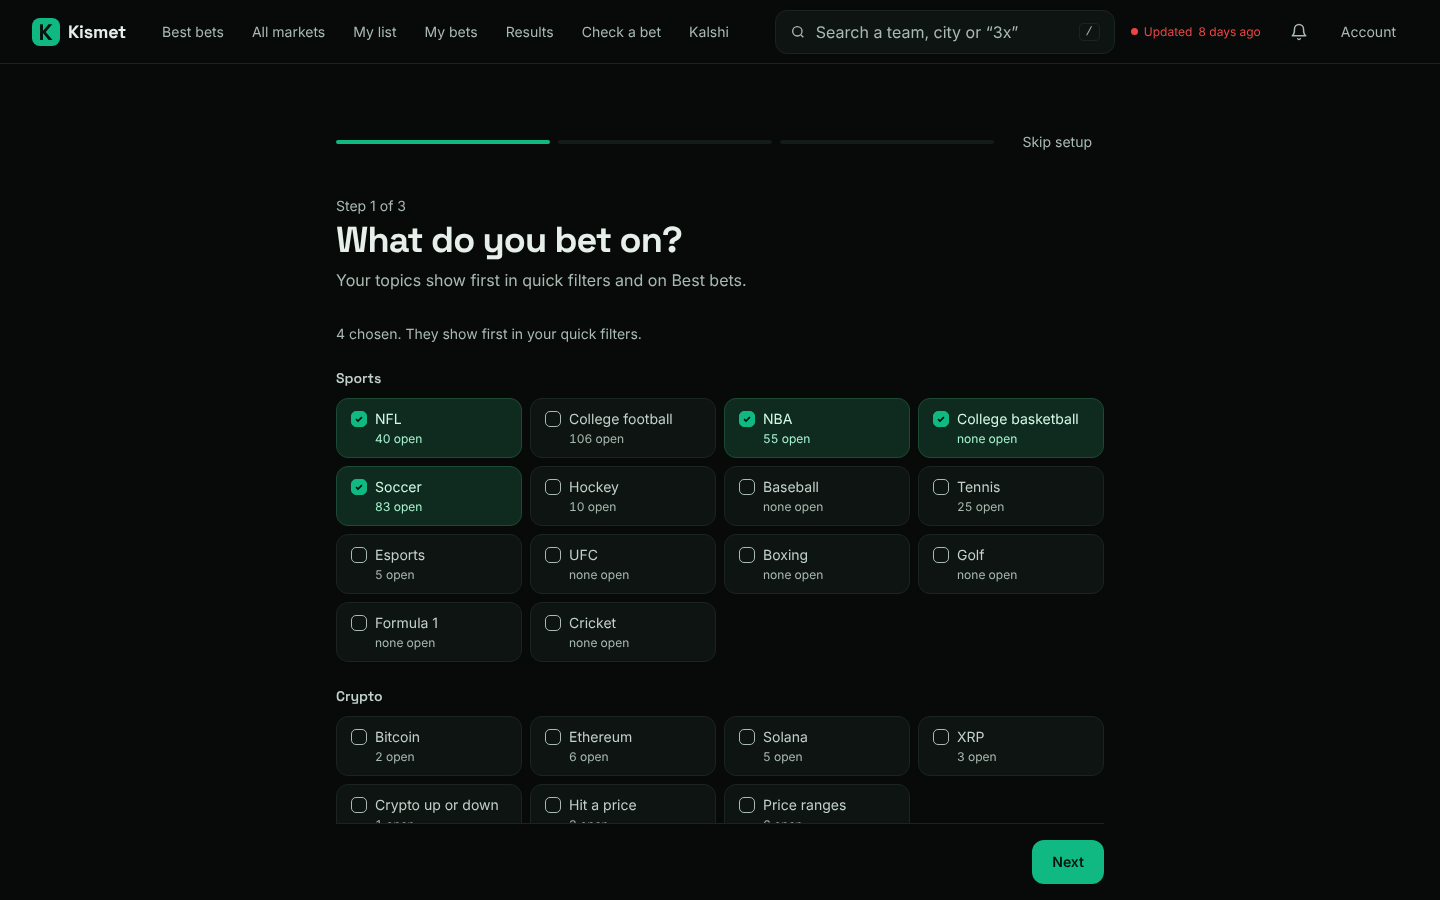 K Kismet
Best bets
All markets
My list
My bets
Results
Check a bet
Kalshi
Search a team, city or “3x”
/
Updated 8 days ago
Account
Skip setup
Step 1 of 3
What do you bet on?
Your topics show first in quick filters and on Best bets.
4 chosen. They show first in your quick filters.
Sports
NFL
40 open
College football
106 open
NBA
55 open
College basketball
none open
Soccer
83 open
Hockey
10 open
Baseball
none open
Tennis
25 open
Esports
5 open
UFC
none open
Boxing
none open
Golf
none open
Formula 1
none open
Cricket
none open
Crypto
Bitcoin
2 open
Ethereum
6 open
Solana
5 open
XRP
3 open
Crypto up or down
Hit a price
Price ranges
Next